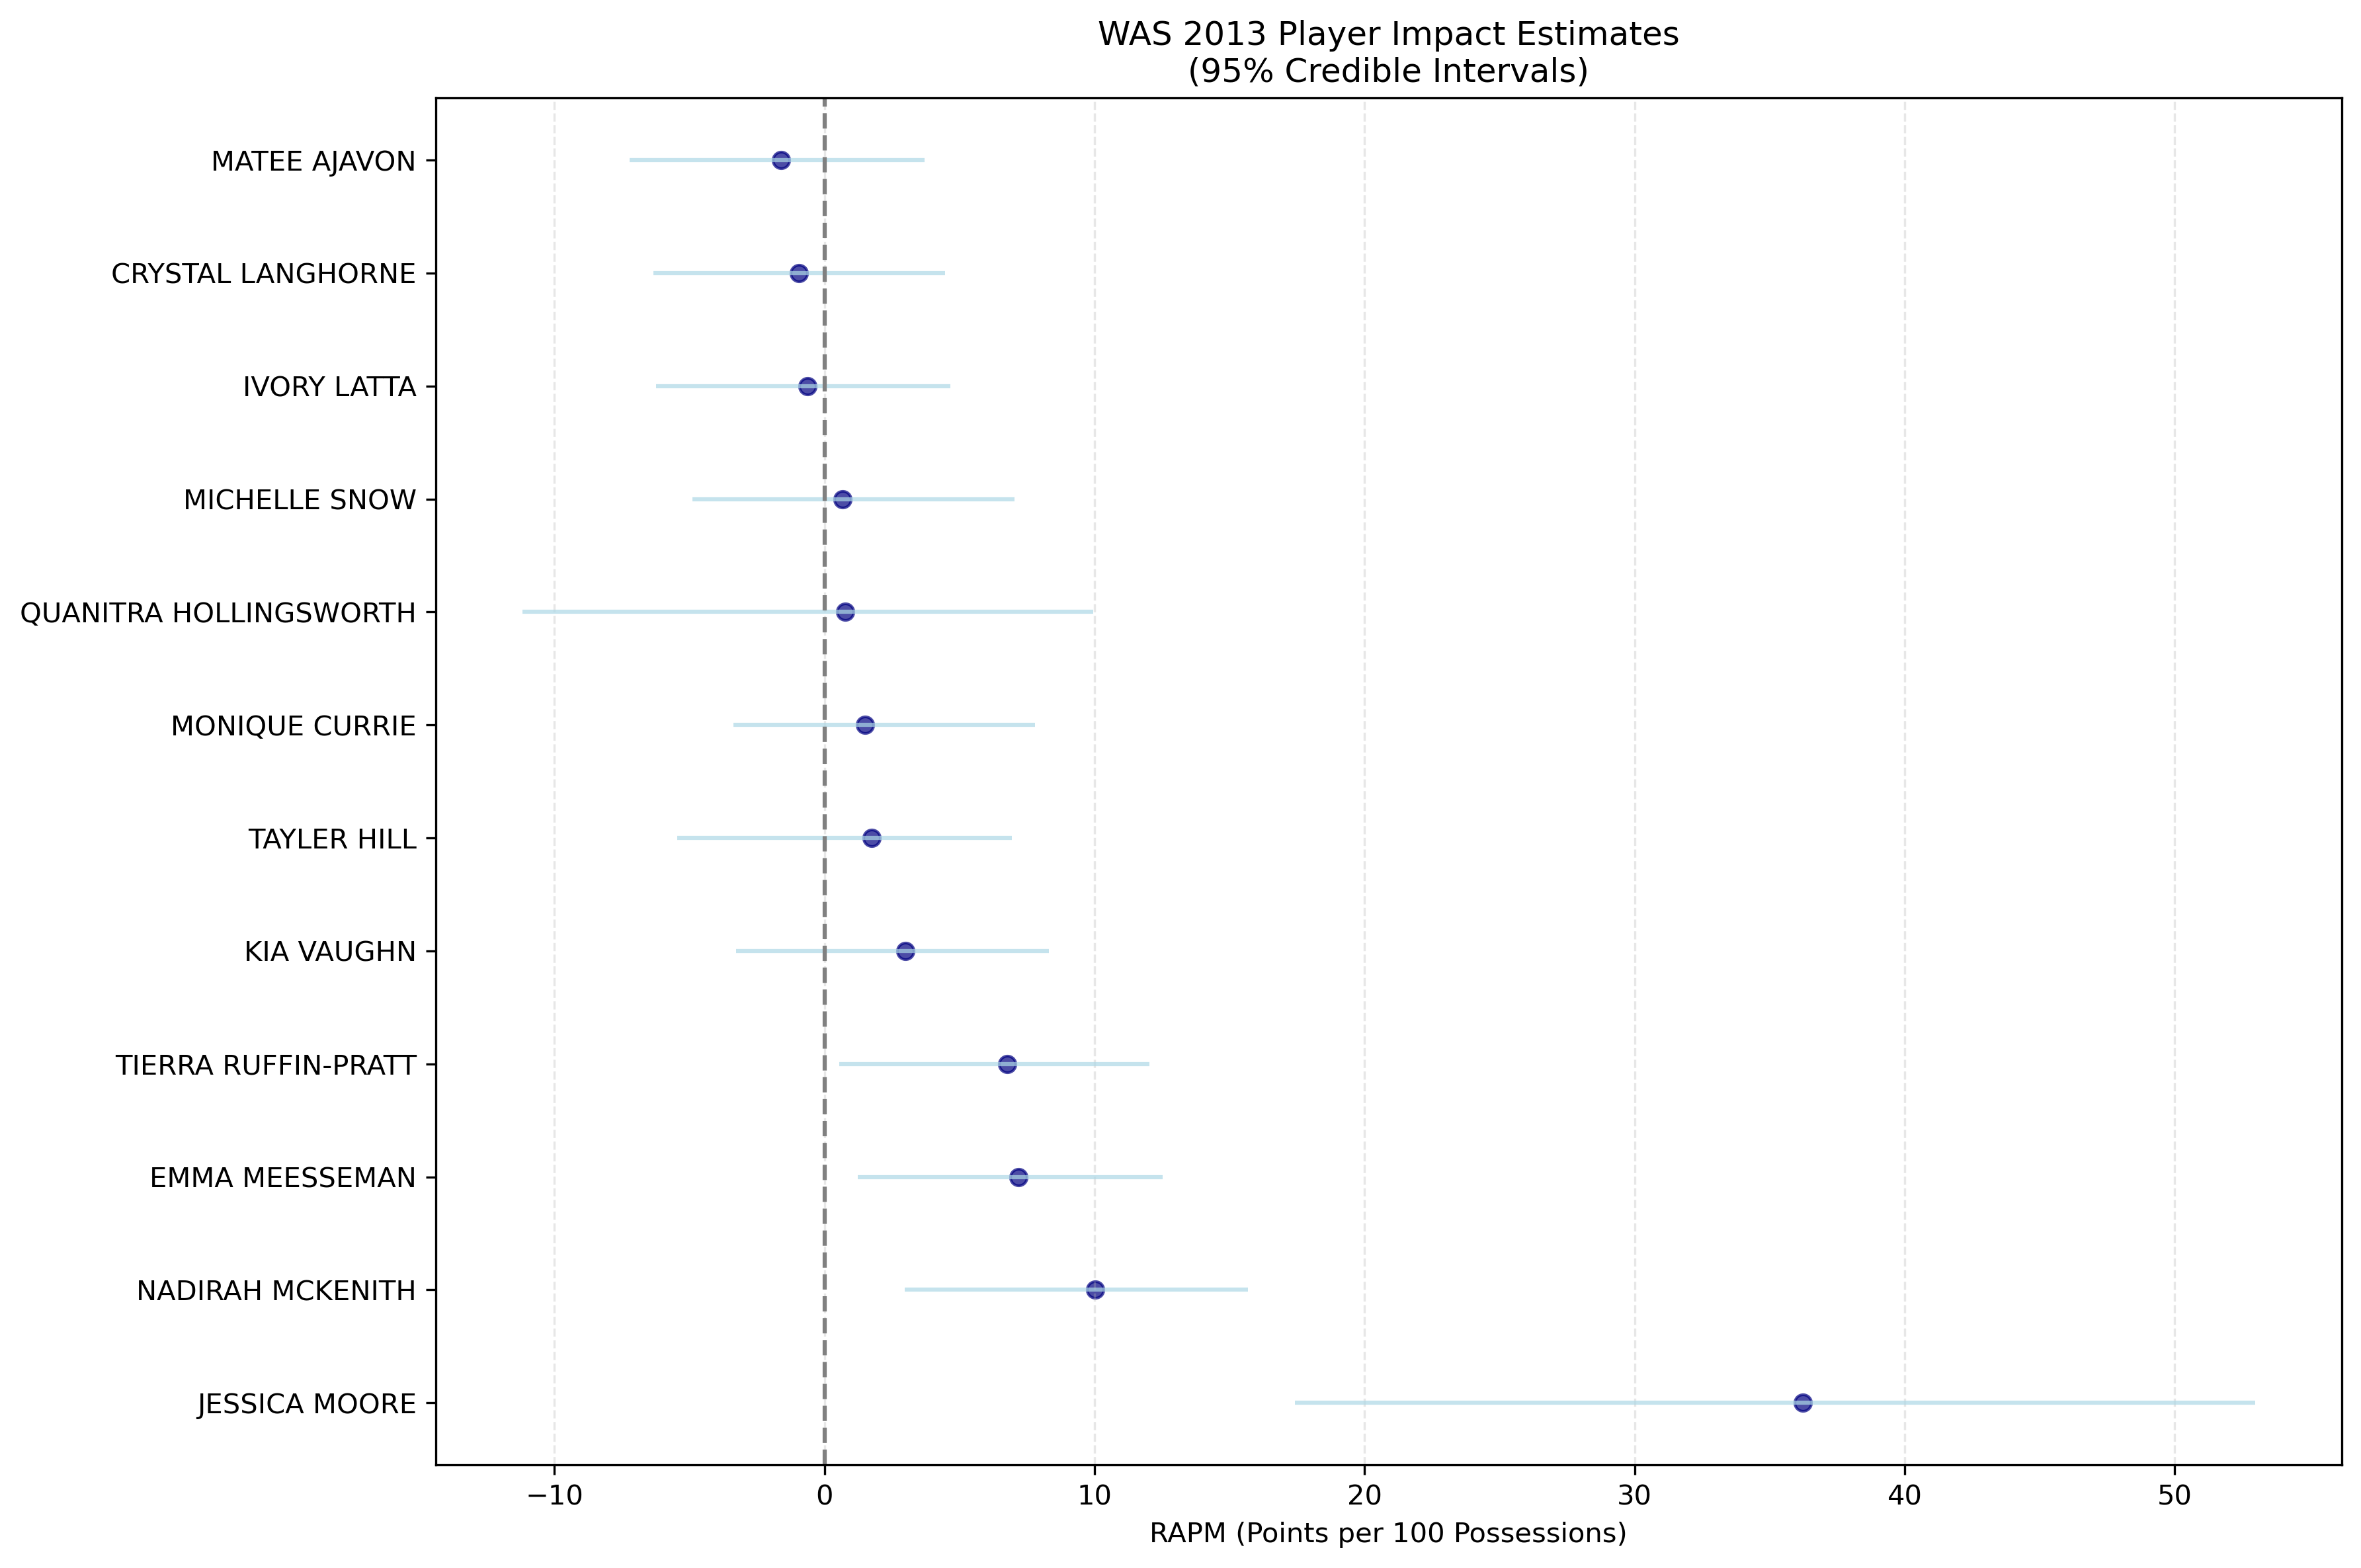 WAS 2013 Player Impact Estimates
(95% Credible Intervals)
MATEE AJAVON
CRYSTAL LANGHORNE
IVORY LATTA
MICHELLE SNOW
QUANITRA HOLLINGSWORTH
MONIQUE CURRIE
TAYLER HILL
KIA VAUGHN
TIERRA RUFFIN-PRATT
EMMA MEESSEMAN
NADIRAH MCKENITH
JESSICA MOORE
−10 0 10 20 30 40 50
RAPM (Points per 100 Possessions)